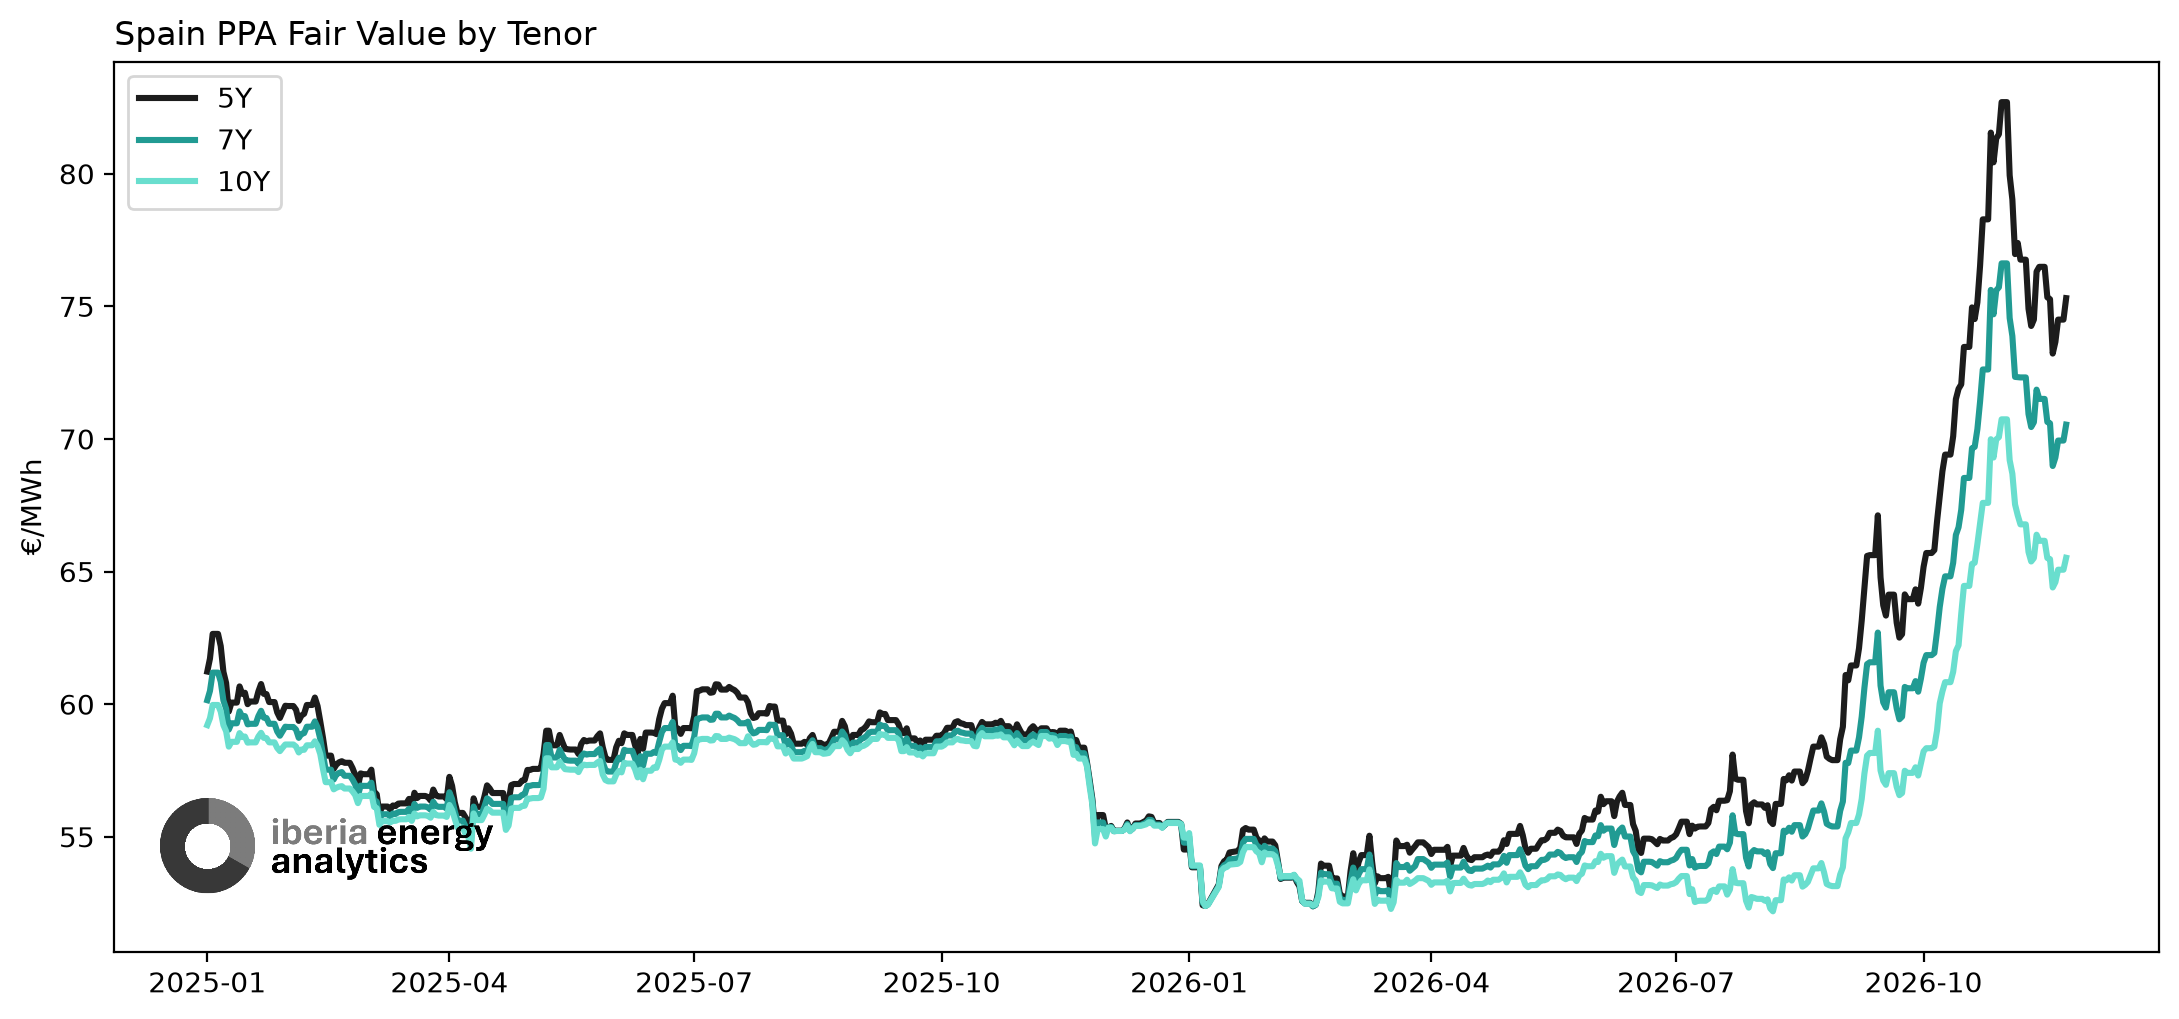 Spain PPA Fair Value by Tenor
5Y
7Y
10Y
€/MWh
80
75
70
65
60
55
iberia energy
analytics
2025-01 2025-04 2025-07 2025-10 2026-01 2026-04 2026-07 2026-10